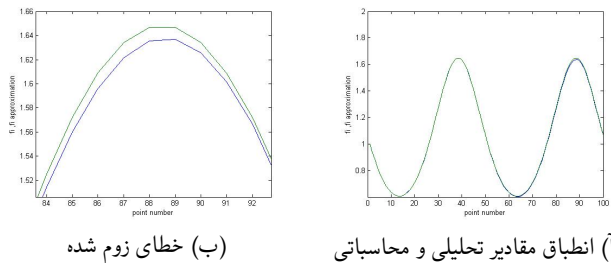 1.66
1.64
1.62
1.6
1.58
1.56
1.54
1.52
fi ,fi approximation
84 85 86 87 88 89 90 91 92
point number
(ب) خطای زوم شده
2
1.8
1.6
1.4
1.2
1
0.8
fi ,fi approximation
0 10 20 30 40 50 60 70 80 90 100
point number
آ) انطباق مقادیر تحلیلی و محاسباتی